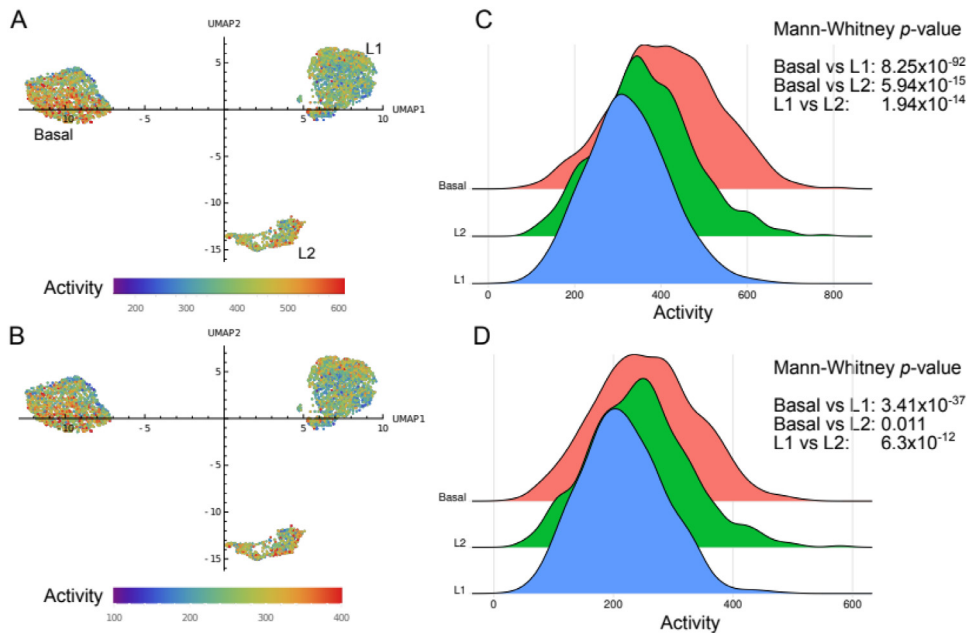 A
UMAP2
L1
5
UMAP1
-10
-5
5
10
Basal
-5
-10
-15
L2
Activity
200
300
400
500
600
B
UMAP2
5
UMAP1
-10
-5
5
10
-5
-10
-15
Activity
100
200
300
400
C
Mann-Whitney p-value
Basal vs L1: 8.25x10-92
Basal vs L2: 5.94x10-15
L1 vs L2: 1.94x10-14
Basal
L2
L1
0
200
400
600
800
Activity
D
Mann-Whitney p-value
Basal vs L1: 3.41x10-37
Basal vs L2: 0.011
L1 vs L2: 6.3x10-12
Basal
L2
L1
0
200
400
600
Activity